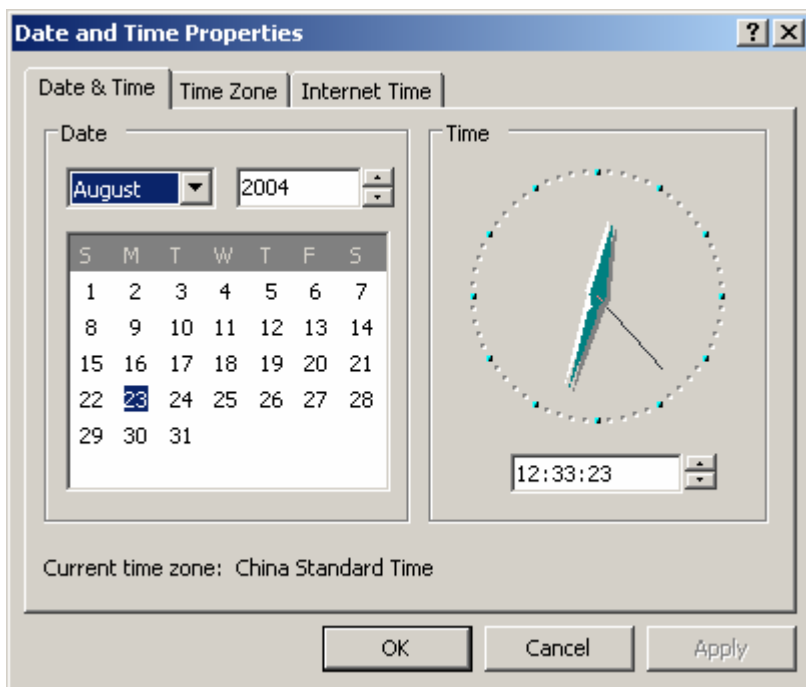 Date and Time Properties
Date & Time Time Zone Internet Time
Date
August 2004
S M T W T F S
1 2 3 4 5 6 7
8 9 10 11 12 13 14
15 16 17 18 19 20 21
22 23 24 25 26 27 28
29 30 31
Time
12:33:23
Current time zone: China Standard Time
OK Cancel Apply